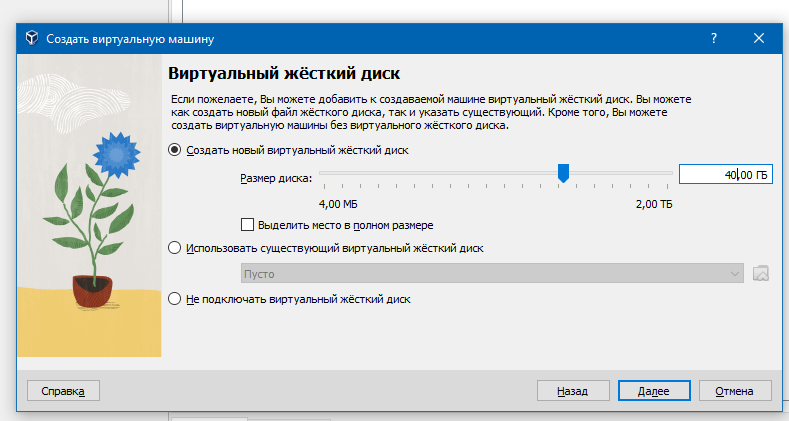 Создать виртуальную машину
?
Виртуальный жёсткий диск
Если пожелаете, Вы можете добавить к создаваемой машине виртуальный жёсткий диск. Вы можете
как создать новый файл жёсткого диска, так и указать существующий. Кроме того, Вы можете
создать виртуальную машины без виртуального жёсткого диска.
Создать новый виртуальный жёсткий диск
Размер диска:
40,00 ГБ
4,00 МБ
2,00 ТБ
Выделить место в полном размере
Использовать существующий виртуальный жёсткий диск
Пусто
Не подключать виртуальный жёсткий диск
Справка
Назад
Далее
Отмена